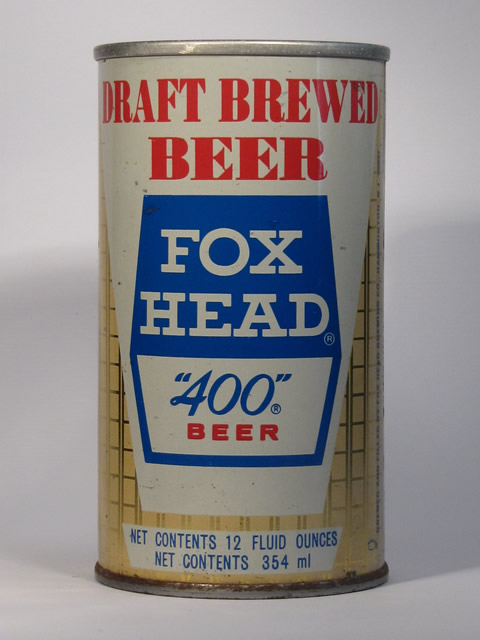 DRAFT BREWED
BEER
FOX
HEAD®
"400"®
BEER
NET CONTENTS 12 FLUID OUNCES
NET CONTENTS 354 ml